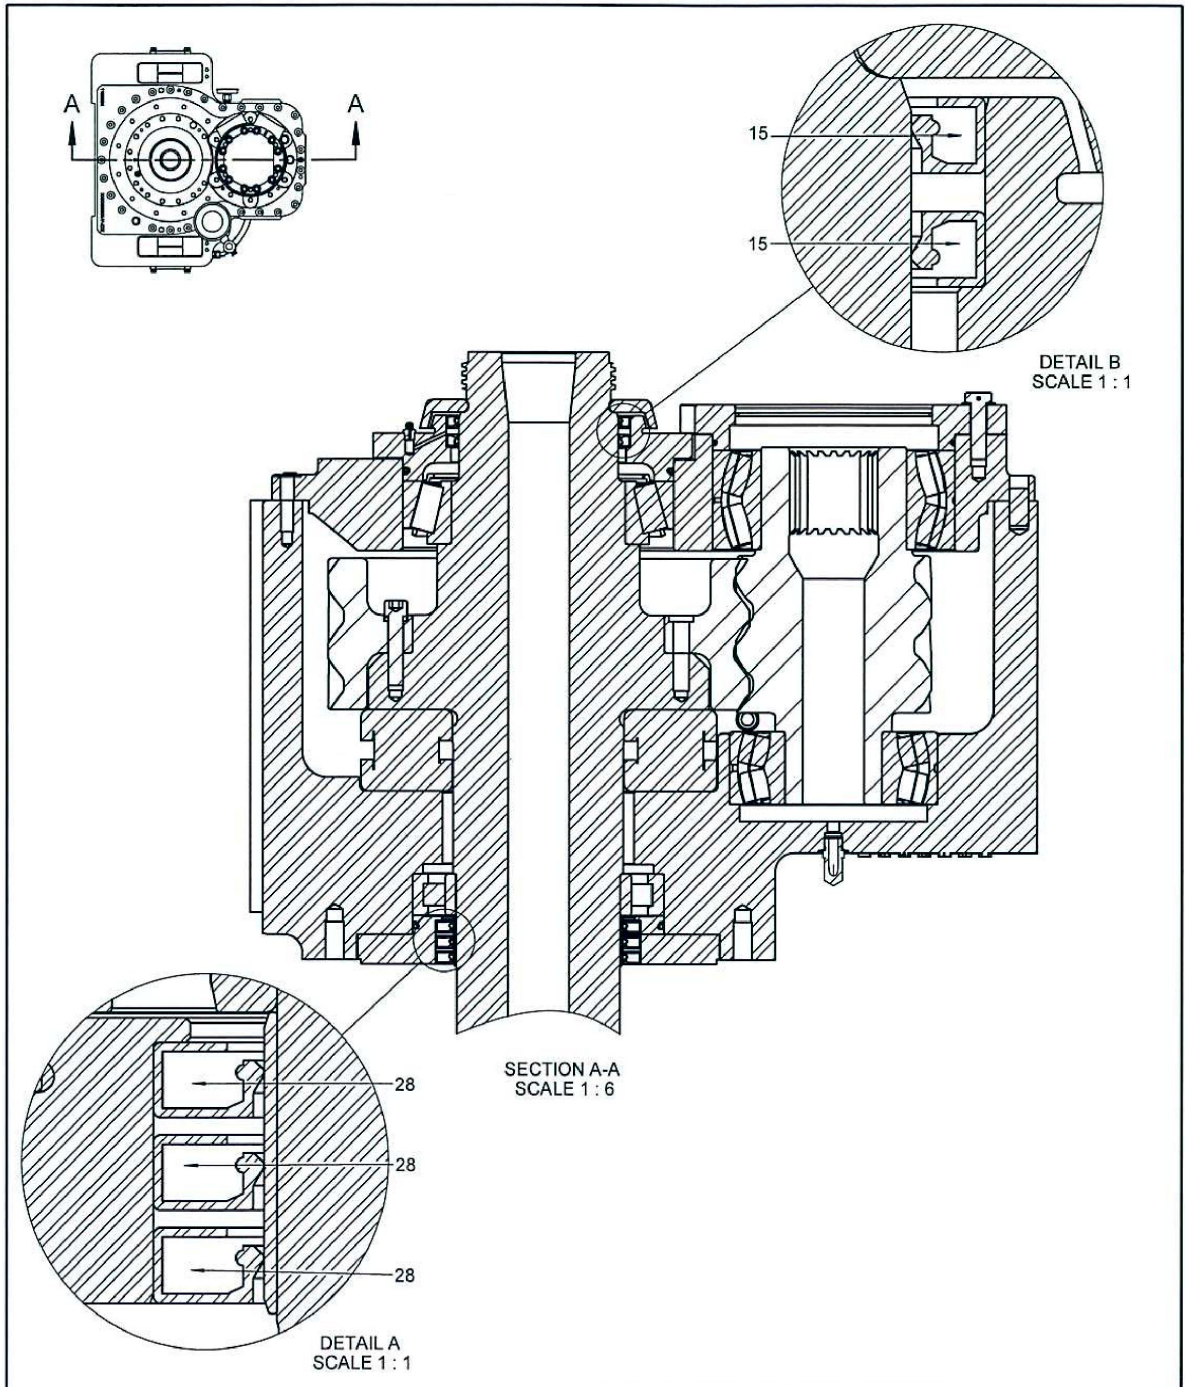 A
A
15
15
DETAIL B
SCALE 1 : 1
SECTION A-A
SCALE 1 : 6
28
28
28
DETAIL A
SCALE 1 : 1